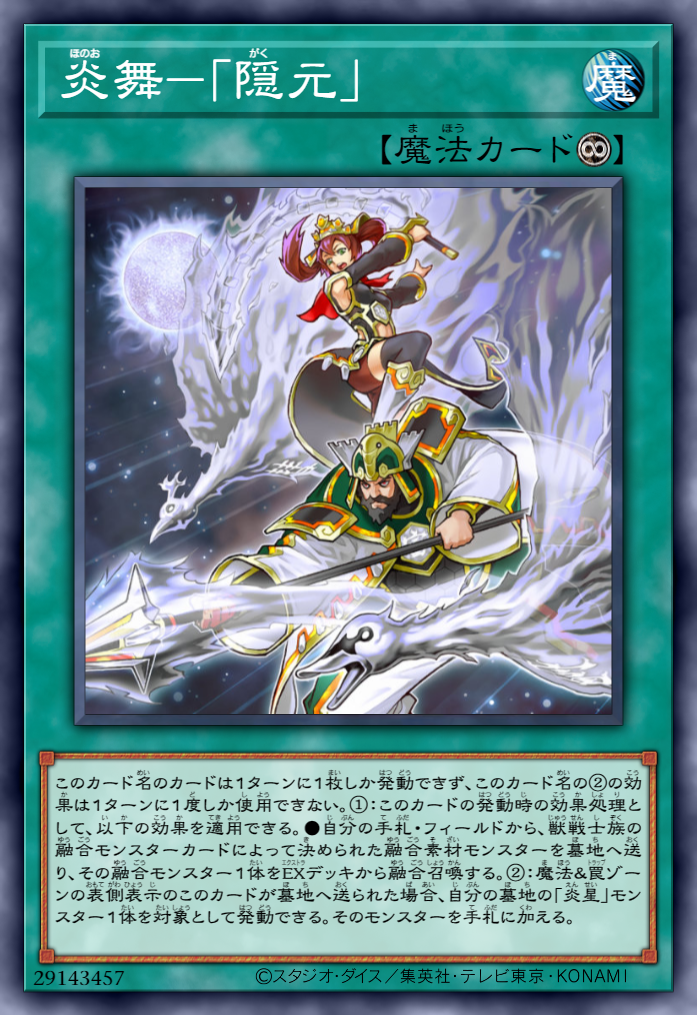 炎舞－「隠元」
魔
【魔法カード】
このカード名のカードは1ターンに1枚しか発動できず、このカード名の②の効
果は1ターンに1度しか使用できない。①:このカードの発動時の効果処理と
して、以下の効果を適用できる。●自分の手札・フィールドから、獣戦士族の
融合モンスターカードによって決められた融合素材モンスターを墓地へ送
り、その融合モンスター1体をEXデッキから融合召喚する。②:魔法&罠ゾー
ンの表側表示のこのカードが墓地へ送られた場合、自分の墓地の「炎星」モン
スター1体を対象として発動できる。そのモンスターを手札に加える。
29143457
©スタジオ・ダイス/集英社・テレビ東京・KONAMI